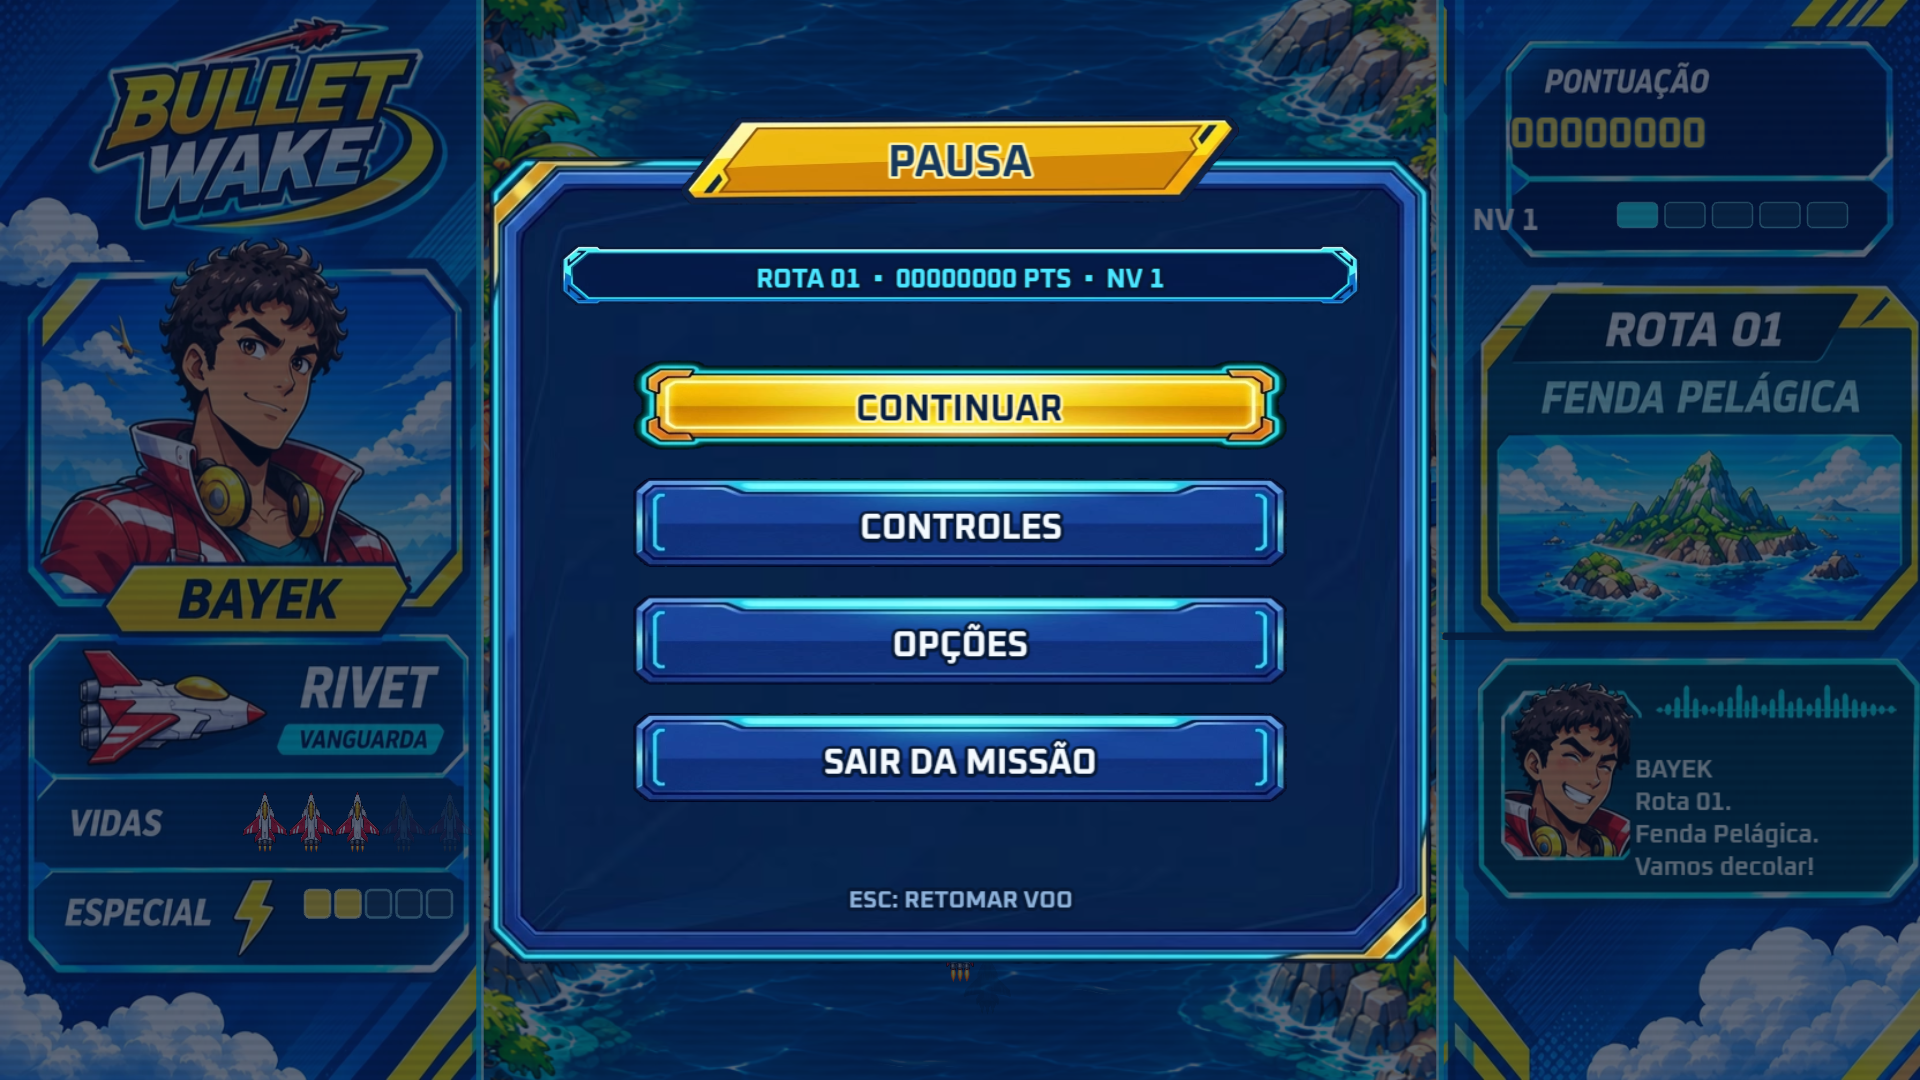 BULLET
WAKE
BAYEK
RIVET
VANGUARDA
VIDAS
ESPECIAL
PAUSA
ROTA 01 · 00000000 PTS · NV 1
CONTINUAR
CONTROLES
OPÇÕES
SAIR DA MISSÃO
ESC: RETOMAR VOO
PONTUAÇÃO
00000000
NV 1
ROTA 01
FENDA PELÁGICA
BAYEK
Rota 01.
Fenda Pelágica.
Vamos decolar!